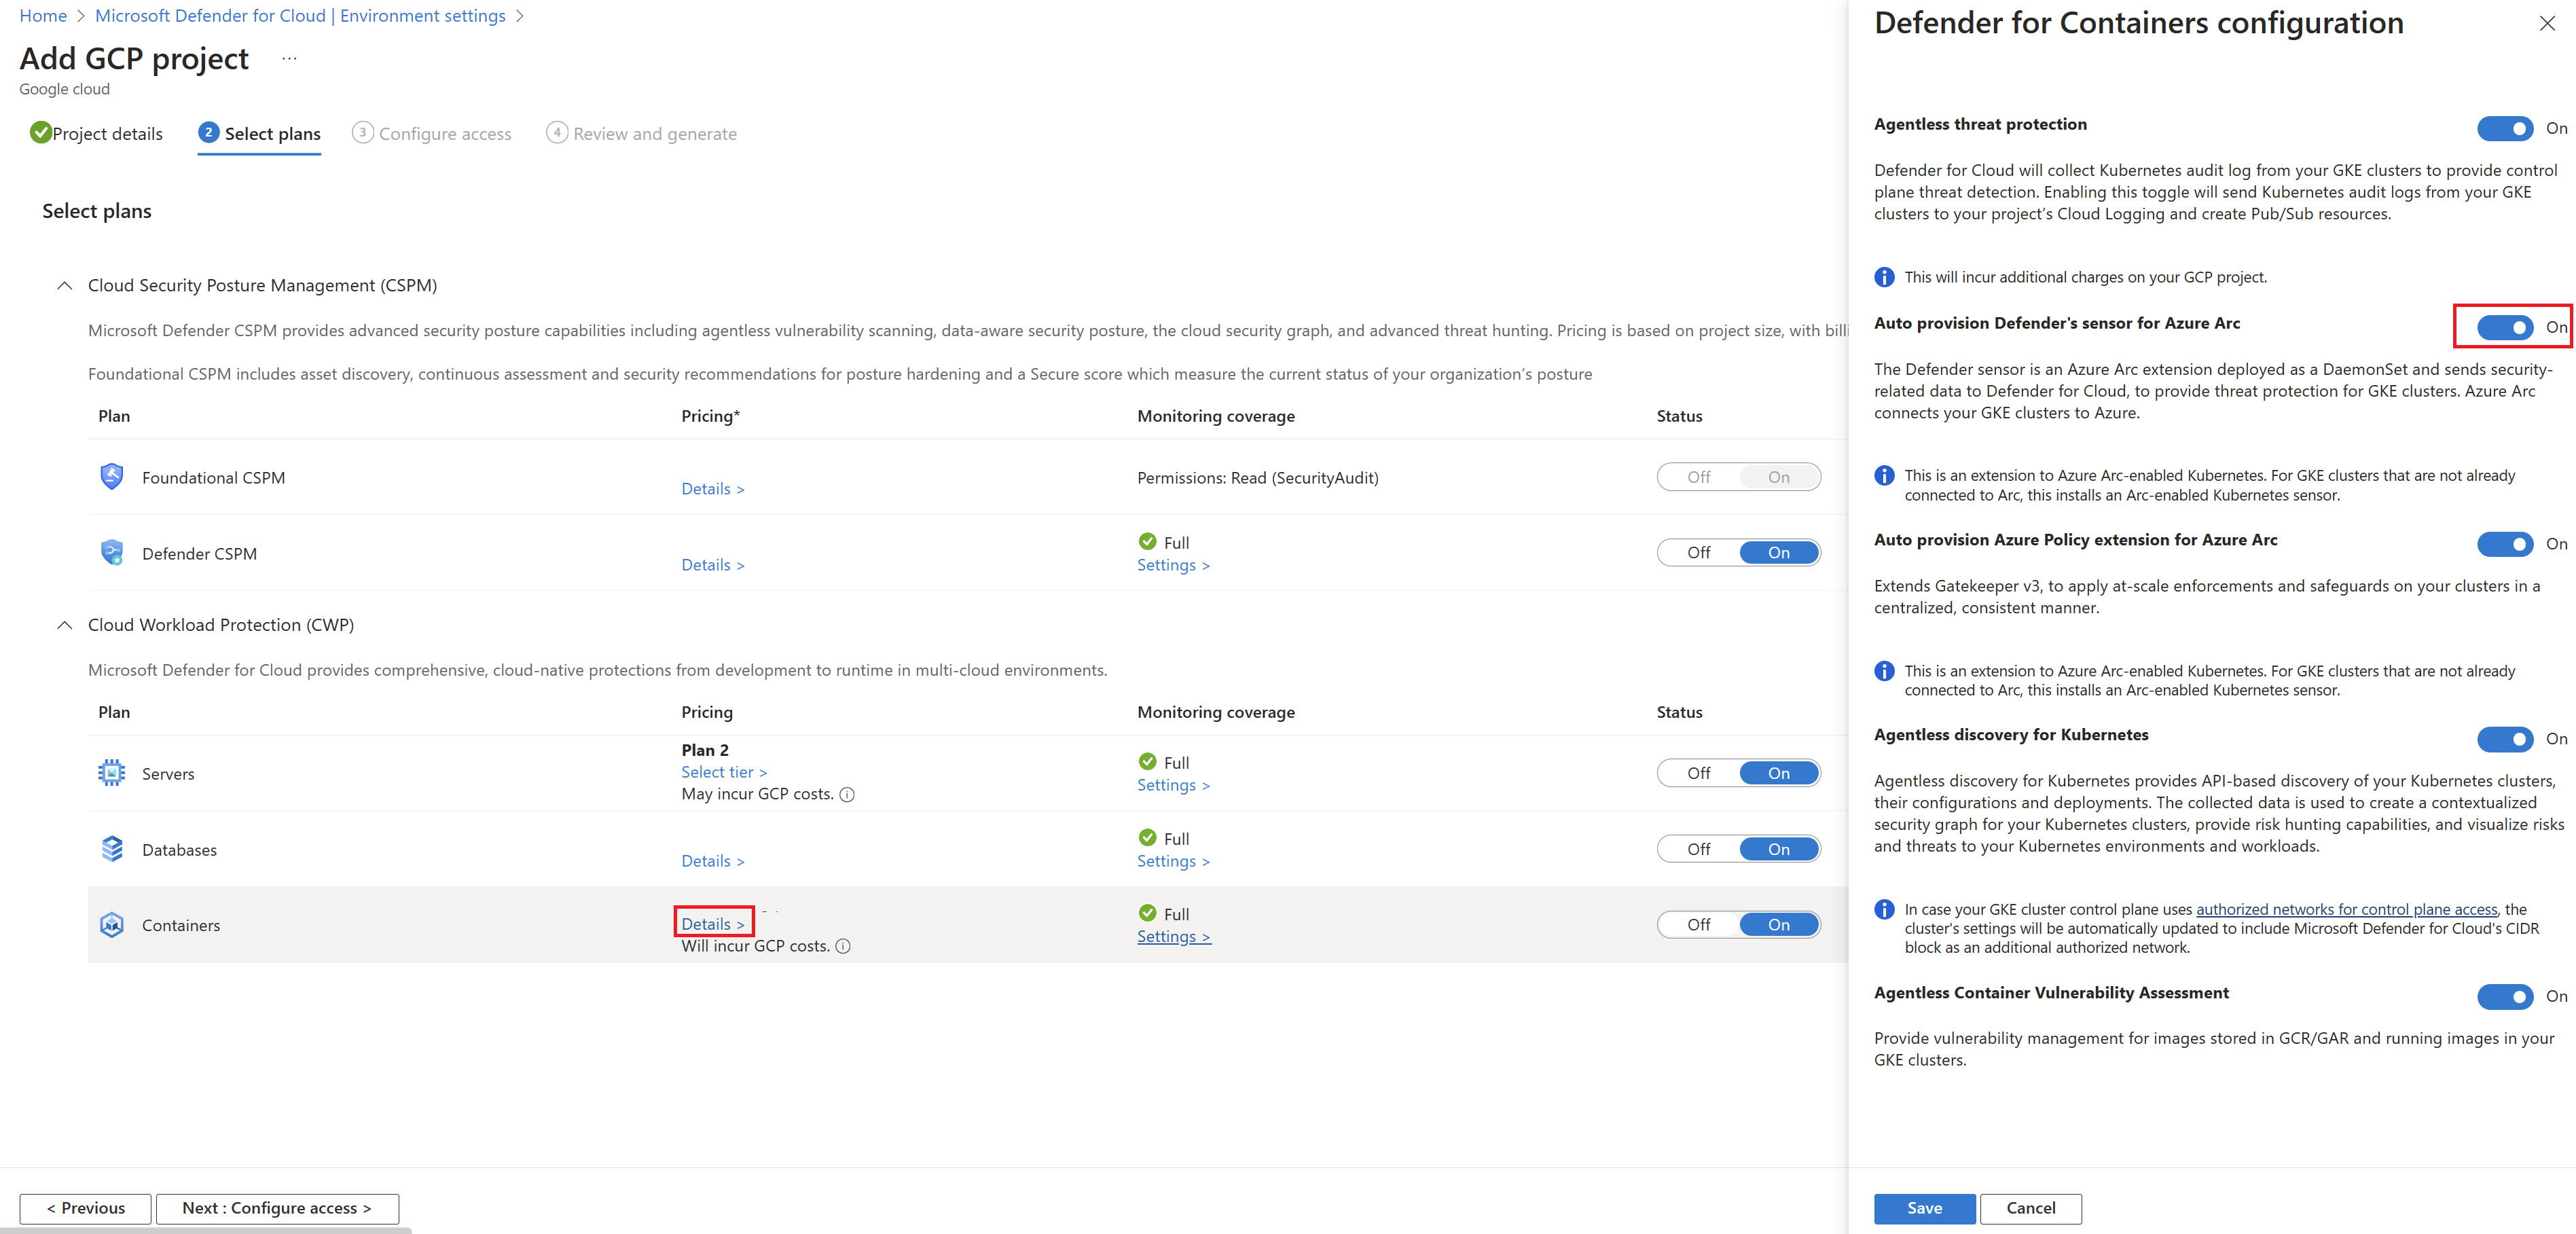 Home > Microsoft Defender for Cloud | Environment settings >
Add GCP project ...
Google cloud
Project details
2 Select plans
3 Configure access
4 Review and generate
Select plans
Cloud Security Posture Management (CSPM)
Microsoft Defender CSPM provides advanced security posture capabilities including agentless vulnerability scanning, data-aware security posture, the cloud security graph, and advanced threat hunting. Pricing is based on project size, with billi
Foundational CSPM includes asset discovery, continuous assessment and security recommendations for posture hardening and a Secure score which measure the current status of your organization's posture
Plan Pricing* Monitoring coverage Status
Foundational CSPM Details > Permissions: Read (SecurityAudit) Off On
Defender CSPM Details > Full Off On
Settings >
Cloud Workload Protection (CWP)
Microsoft Defender for Cloud provides comprehensive, cloud-native protections from development to runtime in multi-cloud environments.
Plan Pricing Monitoring coverage Status
Plan 2
Servers Select tier > Full Off On
May incur GCP costs. Settings >
Databases Details > Full Off On
Settings >
Containers Details > Full Off On
Will incur GCP costs. Settings >
< Previous Next : Configure access >
Defender for Containers configuration
Agentless threat protection On
Defender for Cloud will collect Kubernetes audit log from your GKE clusters to provide control
plane threat detection. Enabling this toggle will send Kubernetes audit logs from your GKE
clusters to your project's Cloud Logging and create Pub/Sub resources.
This will incur additional charges on your GCP project.
Auto provision Defender's sensor for Azure Arc On
The Defender sensor is an Azure Arc extension deployed as a DaemonSet and sends security-
related data to Defender for Cloud, to provide threat protection for GKE clusters. Azure Arc
connects your GKE clusters to Azure.
This is an extension to Azure Arc-enabled Kubernetes. For GKE clusters that are not already
connected to Arc, this installs an Arc-enabled Kubernetes sensor.
Auto provision Azure Policy extension for Azure Arc On
Extends Gatekeeper v3, to apply at-scale enforcements and safeguards on your clusters in a
centralized, consistent manner.
This is an extension to Azure Arc-enabled Kubernetes. For GKE clusters that are not already
connected to Arc, this installs an Arc-enabled Kubernetes sensor.
Agentless discovery for Kubernetes On
Agentless discovery for Kubernetes provides API-based discovery of your Kubernetes clusters,
their configurations and deployments. The collected data is used to create a contextualized
security graph for your Kubernetes clusters, provide risk hunting capabilities, and visualize risks
and threats to your Kubernetes environments and workloads.
In case your GKE cluster control plane uses authorized networks for control plane access, the
cluster's settings will be automatically updated to include Microsoft Defender for Cloud's CIDR
block as an additional authorized network.
Agentless Container Vulnerability Assessment On
Provide vulnerability management for images stored in GCR/GAR and running images in your
GKE clusters.
Save Cancel